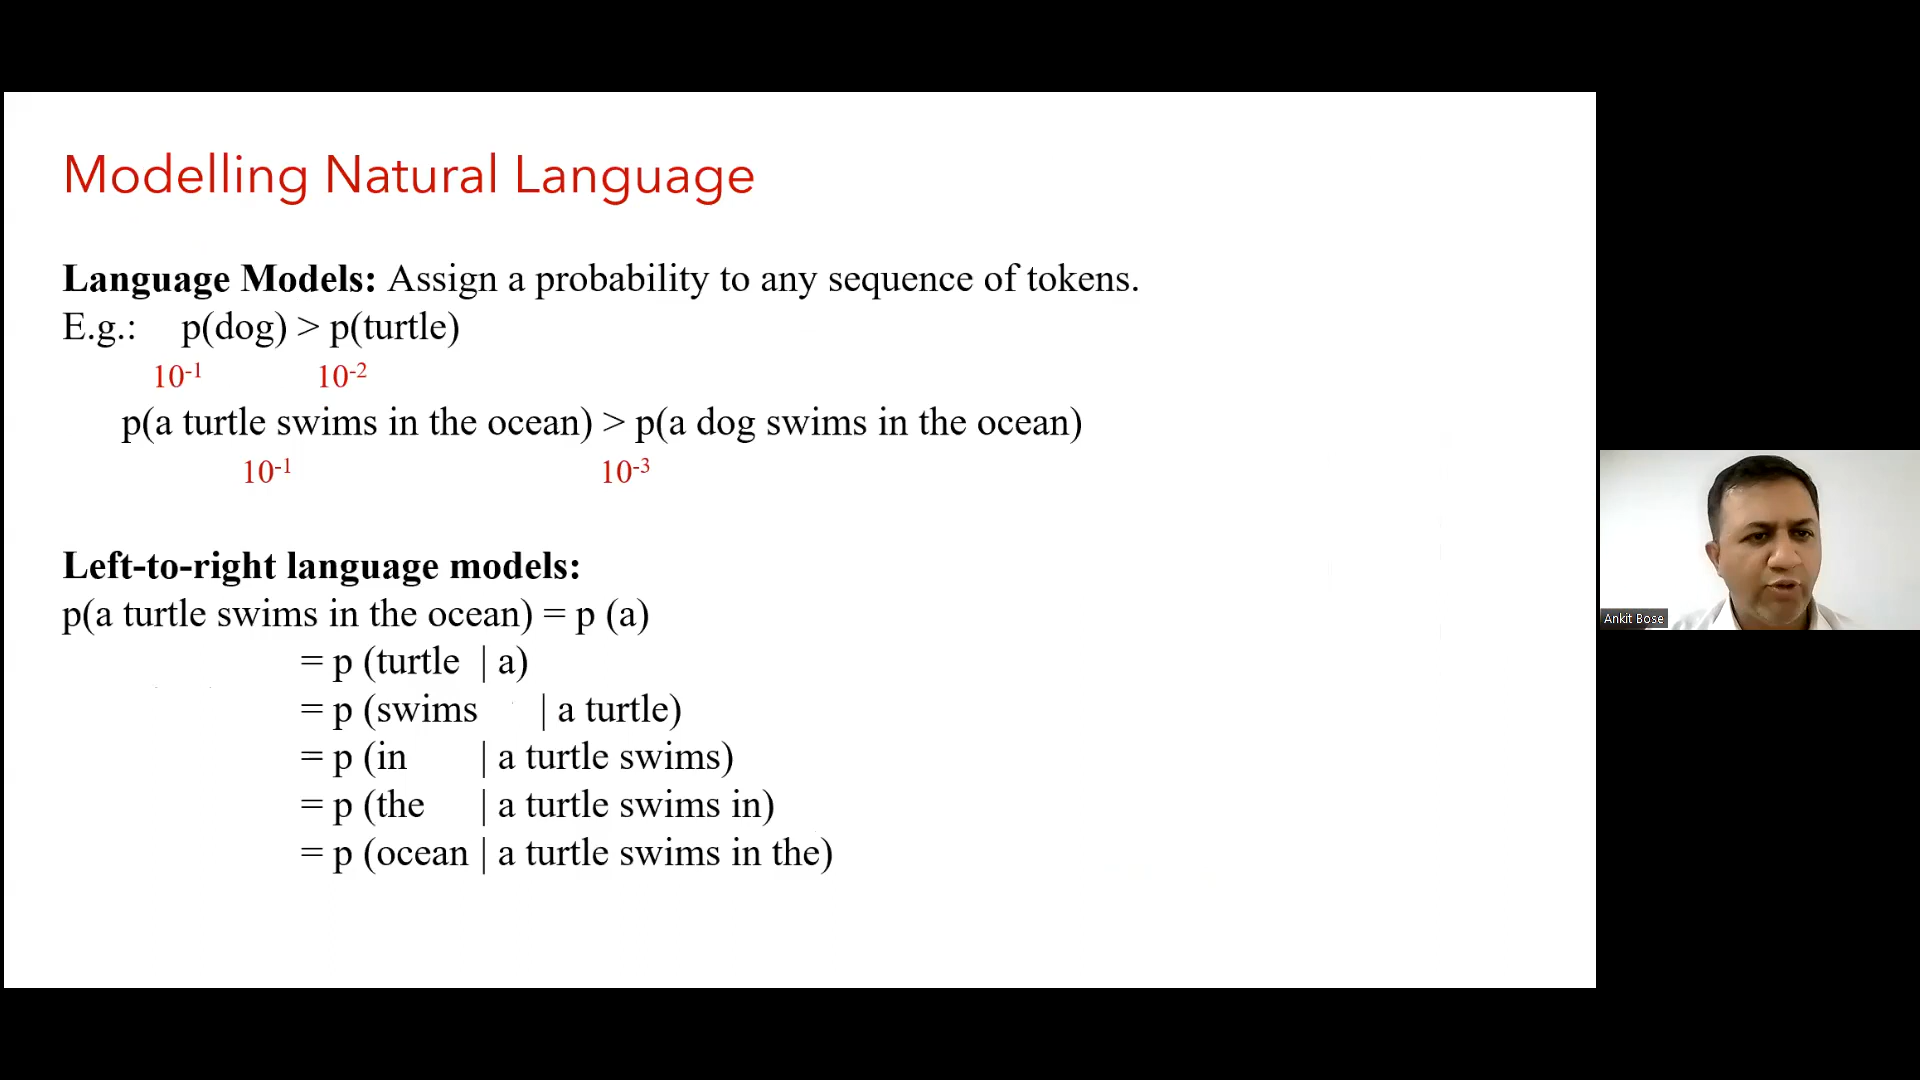 Modelling Natural Language
Language Models: Assign a probability to any sequence of tokens.
E.g.: p(dog) > p(turtle)
10-1 10-2
p(a turtle swims in the ocean) > p(a dog swims in the ocean)
10-1 10-3
Left-to-right language models:
p(a turtle swims in the ocean) = p (a)
= p (turtle | a)
= p (swims | a turtle)
= p (in | a turtle swims)
= p (the | a turtle swims in)
= p (ocean | a turtle swims in the)
Ankit Bose